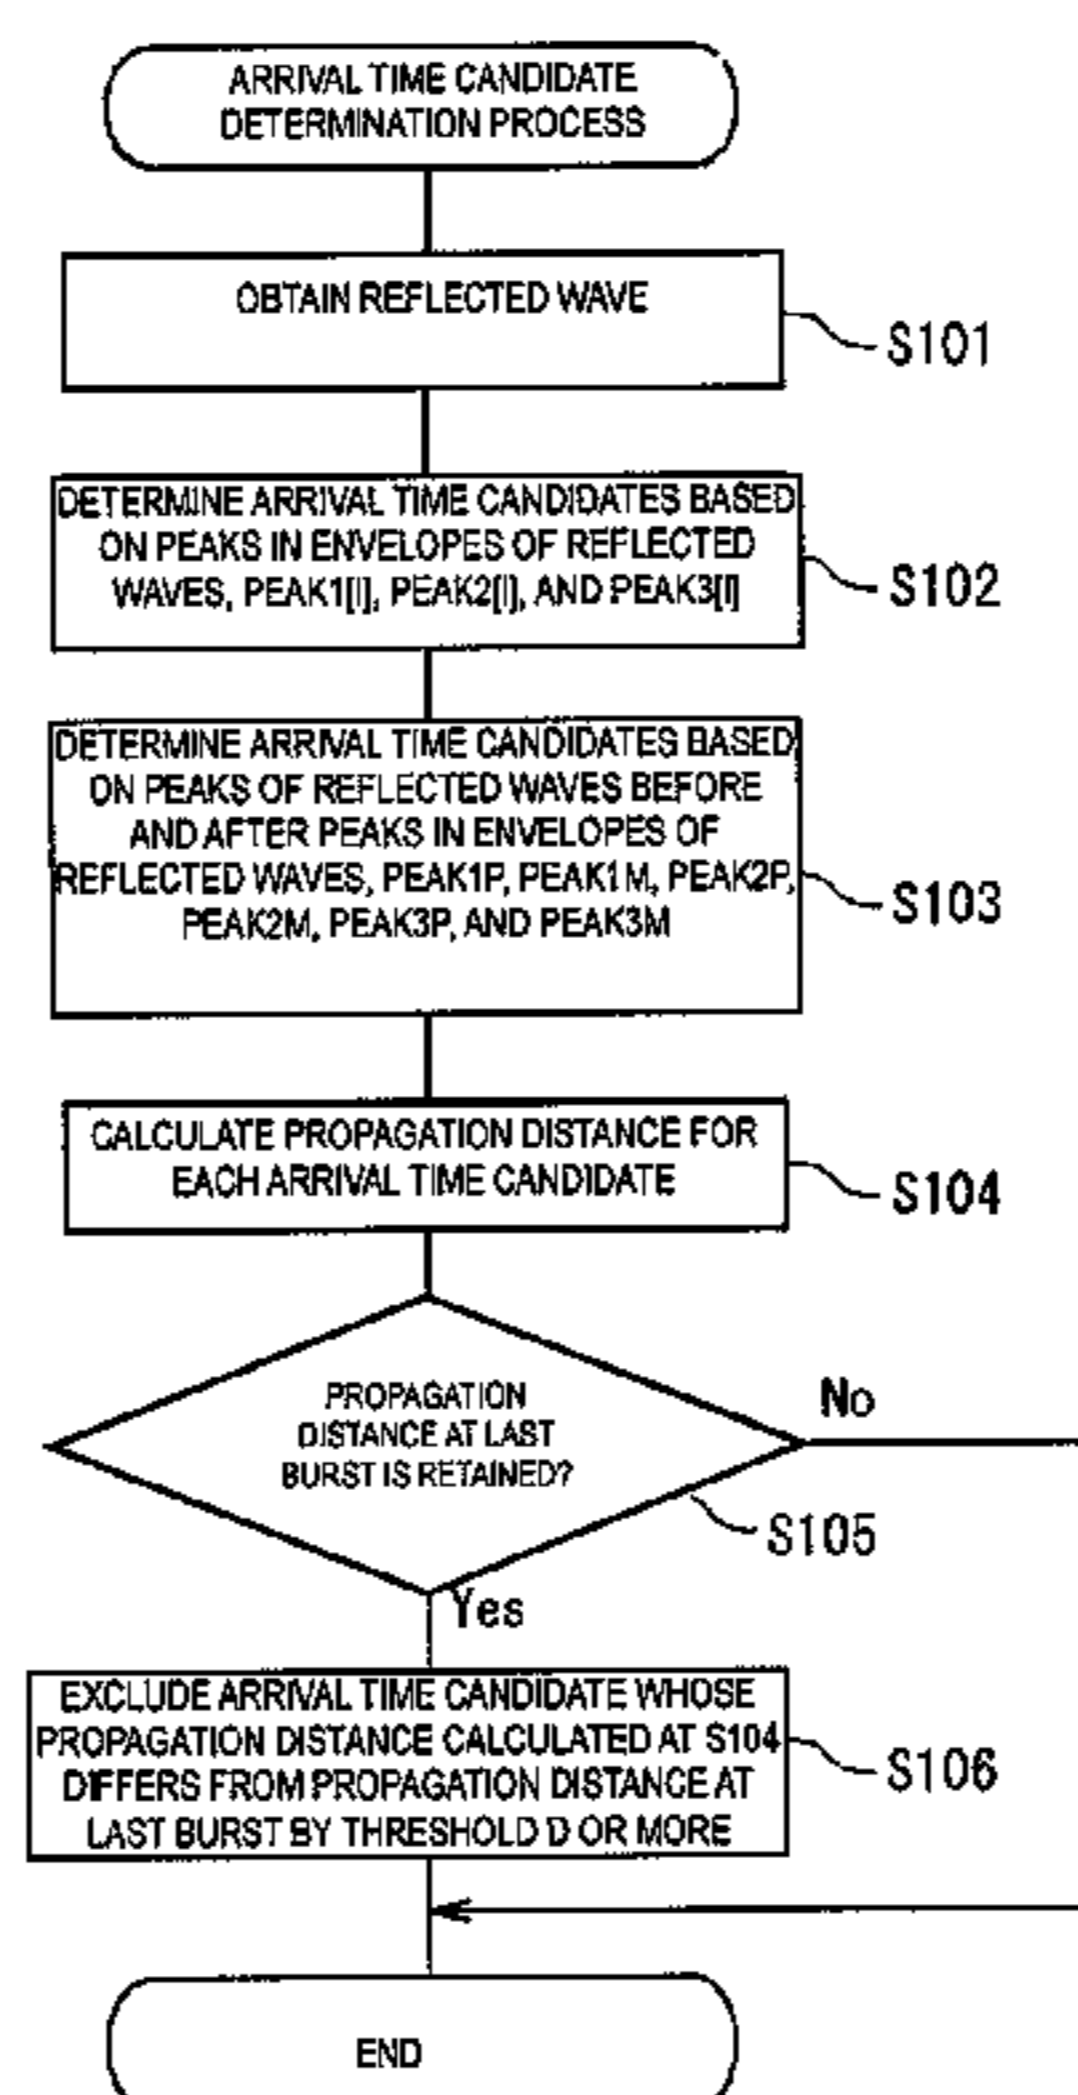 ARRIVAL TIME CANDIDATE
DETERMINATION PROCESS
OBTAIN REFLECTED WAVE
S101
DETERMINE ARRIVAL TIME CANDIDATES BASED
ON PEAKS IN ENVELOPES OF REFLECTED
WAVES, PEAK1[I], PEAK2[I], AND PEAK3[I]
S102
DETERMINE ARRIVAL TIME CANDIDATES BASED
ON PEAKS OF REFLECTED WAVES BEFORE
AND AFTER PEAKS IN ENVELOPES OF
REFLECTED WAVES, PEAK1P, PEAK1M, PEAK2P,
PEAK2M, PEAK3P, AND PEAK3M
S103
CALCULATE PROPAGATION DISTANCE FOR
EACH ARRIVAL TIME CANDIDATE
S104
PROPAGATION
DISTANCE AT LAST
BURST IS RETAINED?
No
S105
Yes
EXCLUDE ARRIVAL TIME CANDIDATE WHOSE
PROPAGATION DISTANCE CALCULATED AT S104
DIFFERS FROM PROPAGATION DISTANCE AT
LAST BURST BY THRESHOLD D OR MORE
S106
END